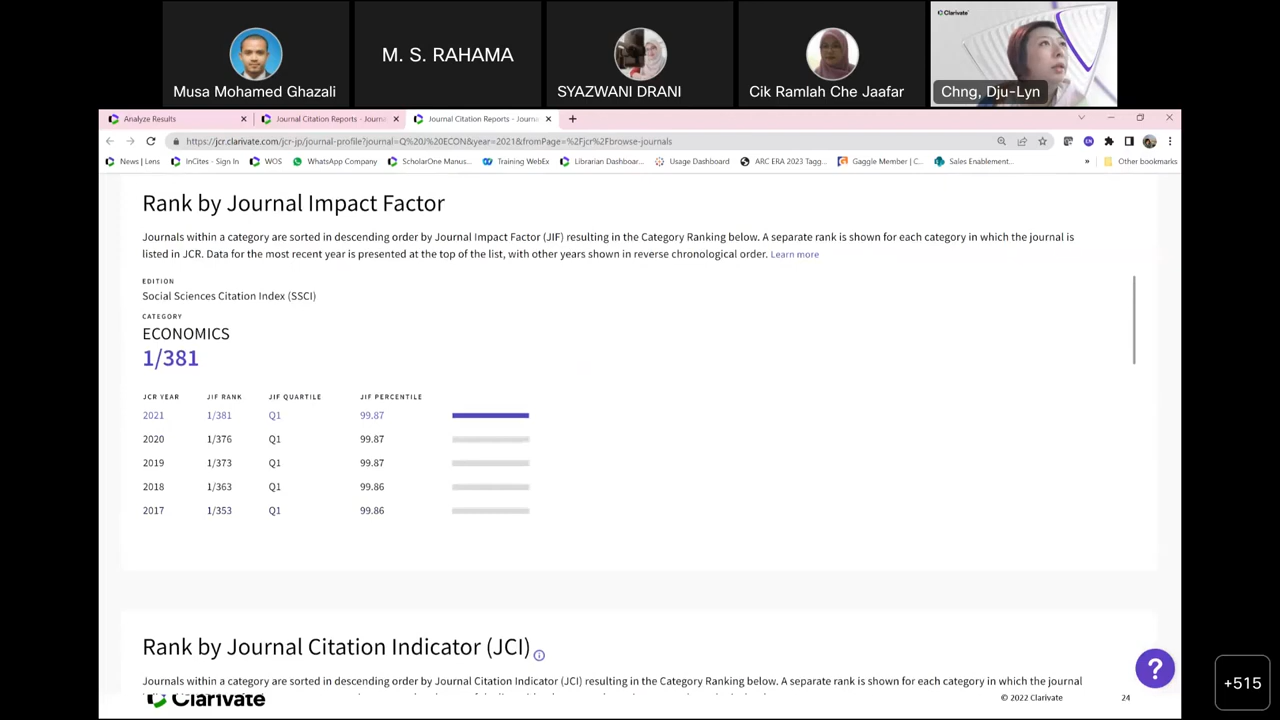 Clarivate
Musa Mohamed Ghazali
M. S. RAHAMA
SYAZWANI DRANI
Cik Ramlah Che Jaafar
Chng, Dju-Lyn
Analyze Results
Journal Citation Reports - Journa
Journal Citation Reports - Journa
https://jcr.clarivate.com/jcr-jp/journal-profile?journal=Q%20J%20ECON&year=2021&fromPage=%2Fjcr%2Fbrowse-journals
News | Lens
InCites - Sign In
WOS
WhatsApp Company
ScholarOne Manus...
Training WebEx
Librarian Dashboar...
Usage Dashboard
ARC ERA 2023 Tagg...
Gaggle Member | C...
Sales Enablement...
»
Other bookmarks
Rank by Journal Impact Factor
Journals within a category are sorted in descending order by Journal Impact Factor (JIF) resulting in the Category Ranking below. A separate rank is shown for each category in which the journal is
listed in JCR. Data for the most recent year is presented at the top of the list, with other years shown in reverse chronological order. Learn more
EDITION
Social Sciences Citation Index (SSCI)
CATEGORY
ECONOMICS
1/381
JCR YEAR JIF RANK JIF QUARTILE JIF PERCENTILE
2021 1/381 Q1 99.87
2020 1/376 Q1 99.87
2019 1/373 Q1 99.87
2018 1/363 Q1 99.86
2017 1/353 Q1 99.86
Rank by Journal Citation Indicator (JCI)
Journals within a category are sorted in descending order by Journal Citation Indicator (JCI) resulting in the Category Ranking below. A separate rank is shown for each category in which the journal
?
Clarivate
© 2022 Clarivate
24
+515